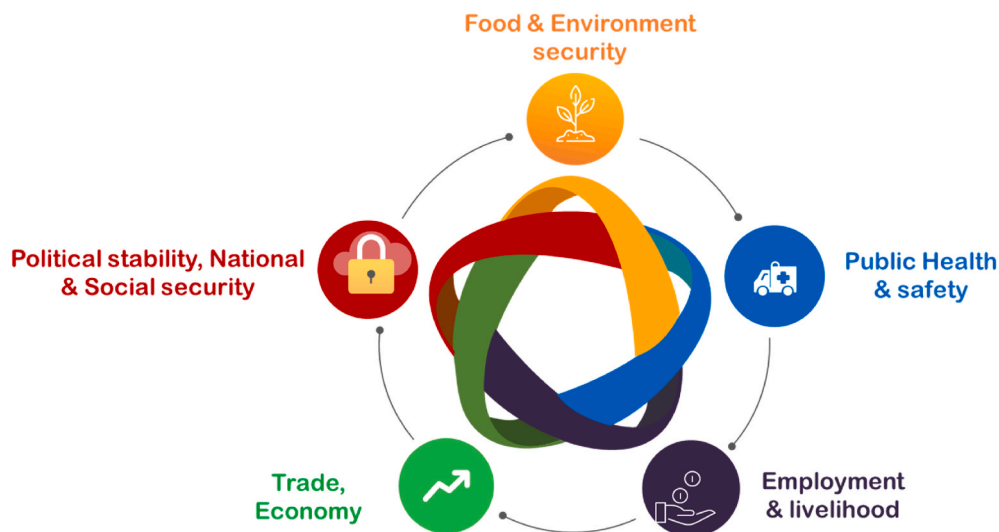 Food & Environment
security
Public Health
& safety
Employment
& livelihood
Trade,
Economy
Political stability, National
& Social security